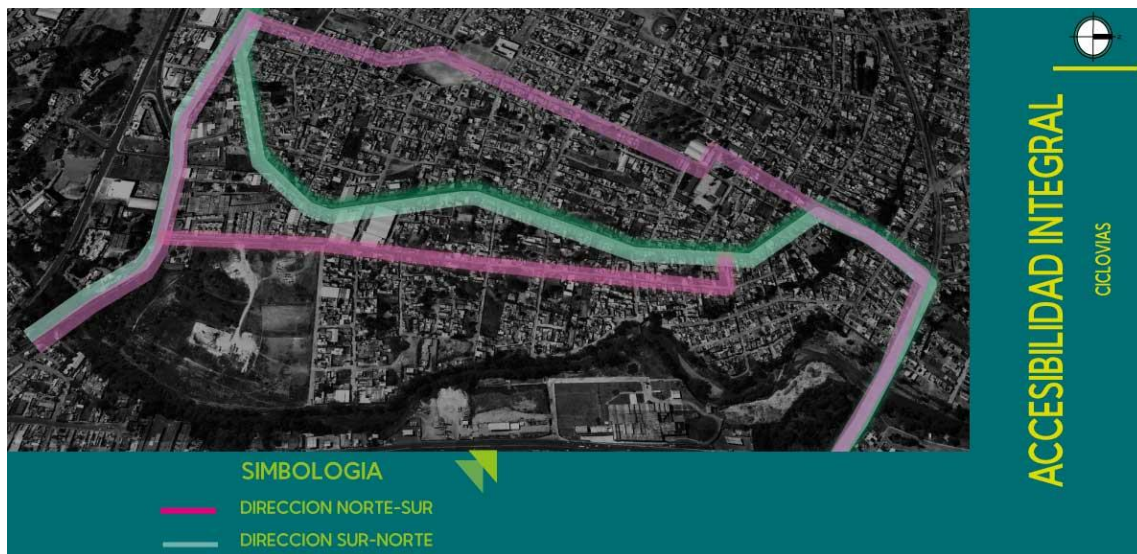 ACCESIBILIDAD INTEGRAL
CICLOVIAS
SIMBOLOGIA
DIRECCION NORTE-SUR
DIRECCION SUR-NORTE